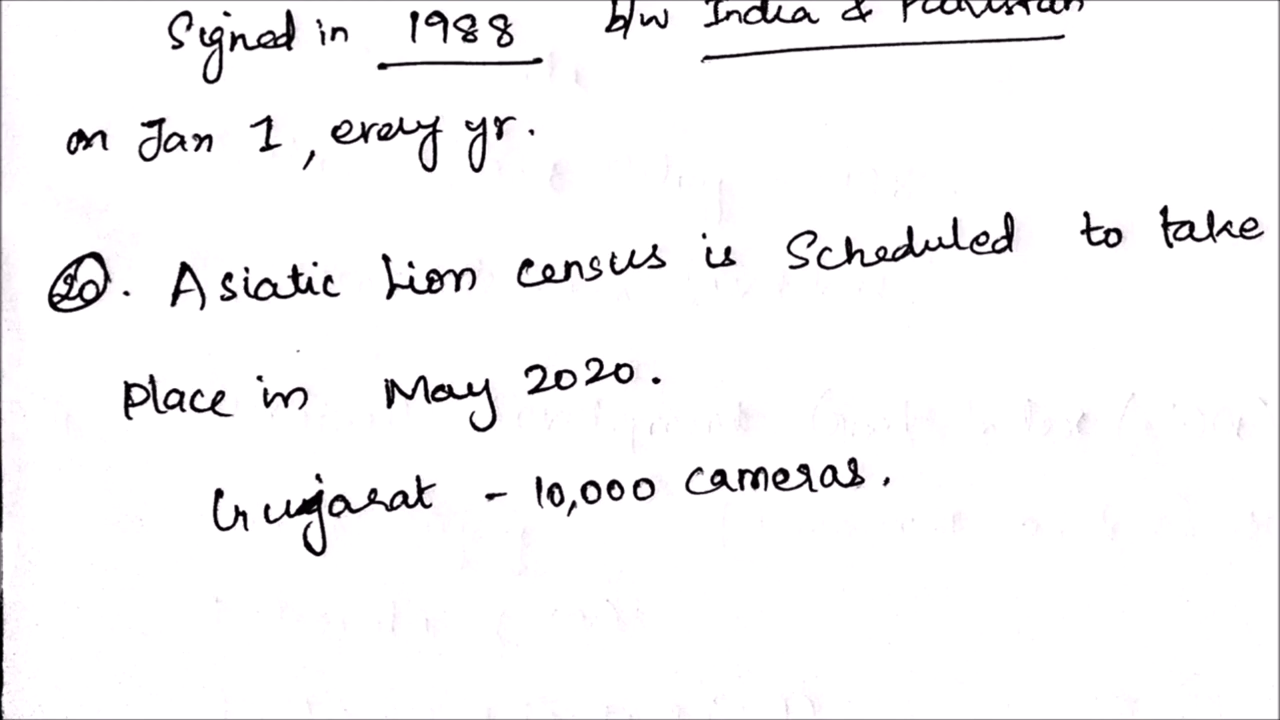 Signed in 1988 b/w India & Pakistan
on Jan 1, every yr.
20. Asiatic Lion census is Scheduled to take
Place in May 2020.
Gujarat - 10,000 cameras.